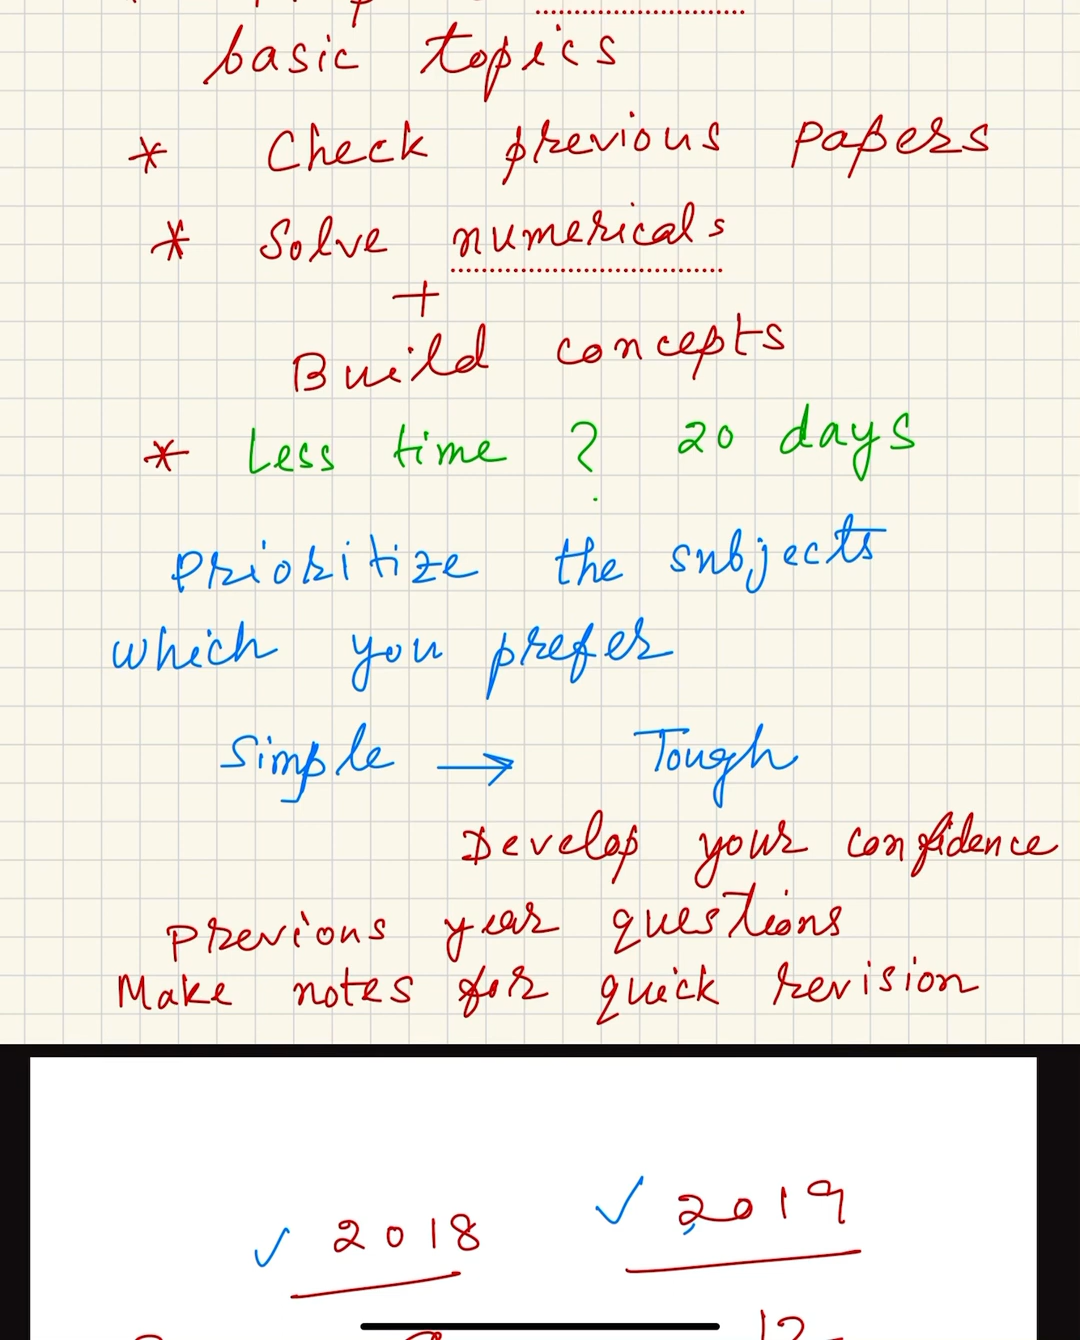 basic topics
* Check previous papers
* Solve numericals
+
Build concepts
* Less time ? 20 days
Prioritize the subjects
which you prefer
Simple → Tough
Develop your confidence
previous year questions
Make notes for quick revision
✓ 2018 ✓ 2019
12